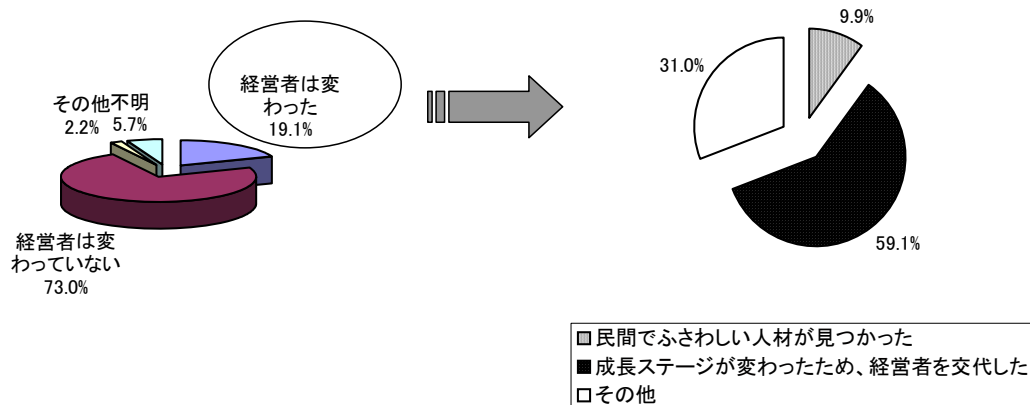 その他不明
2.2% 5.7%
経営者は変
わった
19.1%
経営者は変
わっていない
73.0%
9.9%
31.0%
59.1%
民間でふさわしい人材が見つかった
成長ステージが変わったため、経営者を交代した
その他